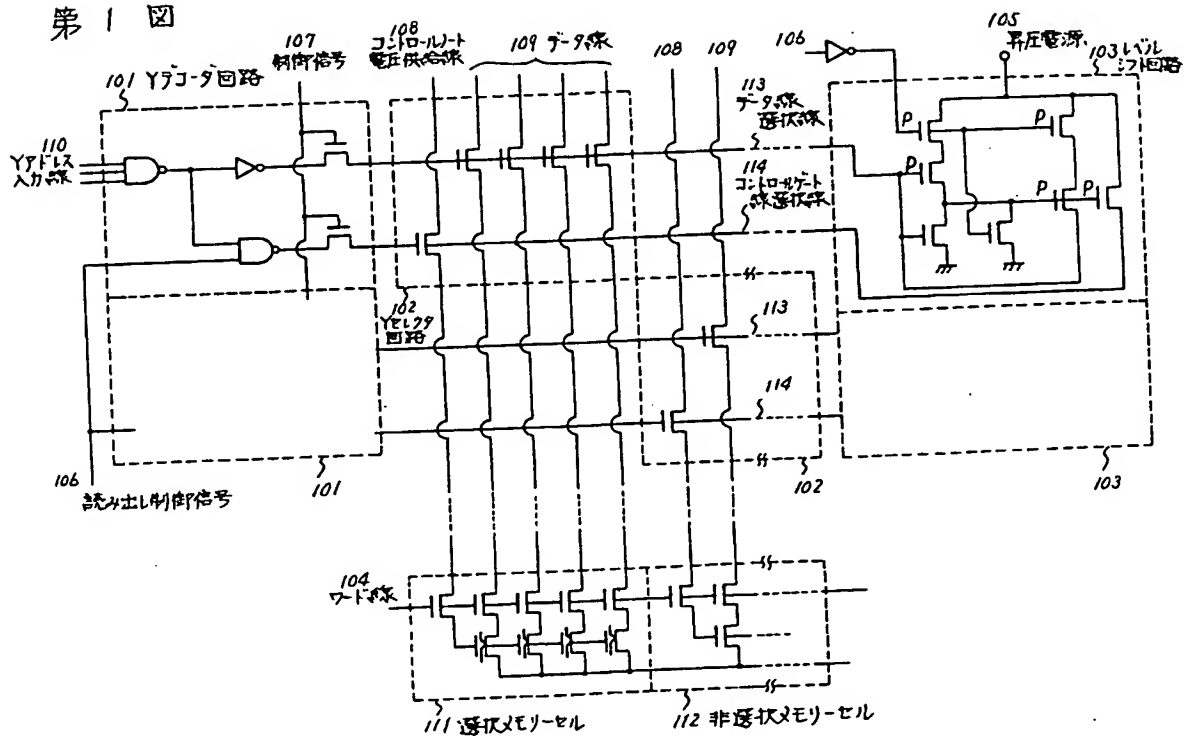 第1図
107
制御信号
108
コントロールノート
電圧供給線
109 データ線
108
109
106
105
昇圧電源
103 レベル
シフト回路
101 Yデコーダ回路
110
Yアドレス
入力線
113
データ線
選択線
114
コントロールゲート
線選択線
P
P
P
P
P
102
Yセレクタ
回路
113
114
106
読み出し制御信号
101
102
103
104
ワード線
111 選択メモリーセル
112 非選択メモリーセル